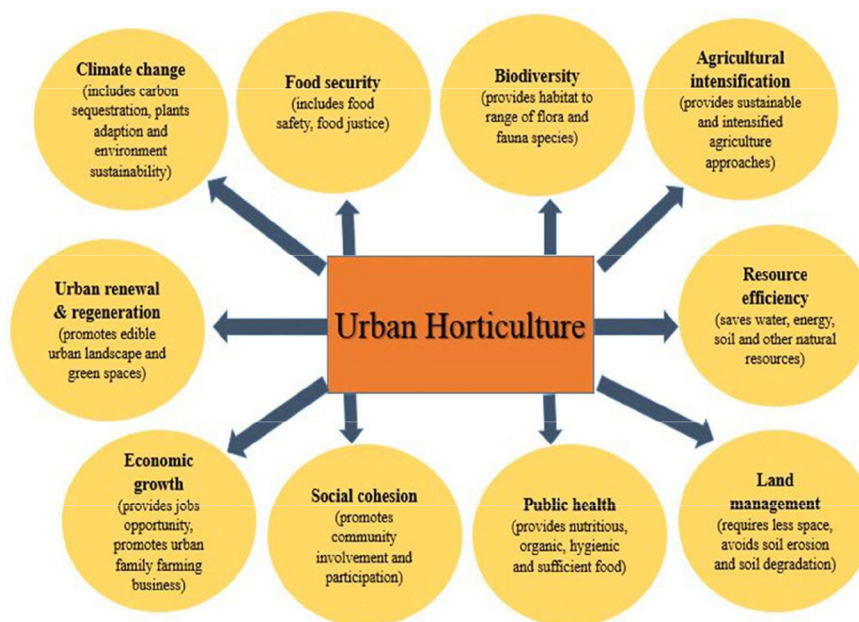 Climate change
(includes carbon
sequestration, plants
adaption and
environment
sustainability)
Food security
(includes food
safety, food justice)
Biodiversity
(provides habitat to
range of flora and
fauna species)
Agricultural
intensification
(provides sustainable
and intensified
agriculture
approaches)
Urban renewal
& regeneration
(promotes edible
urban landscape and
green spaces)
Urban Horticulture
Resource
efficiency
(saves water, energy,
soil and other natural
resources)
Economic
growth
(provides jobs
opportunity,
promotes urban
family farming
business)
Social cohesion
(promotes
community
involvement and
participation)
Public health
(provides nutritious,
organic, hygienic
and sufficient food)
Land
management
(requires less space,
avoids soil erosion
and soil degradation)